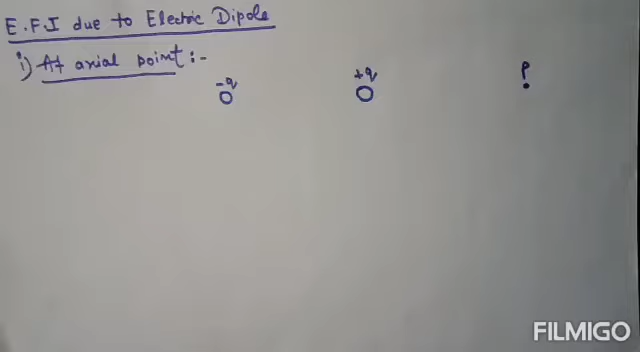 E.F.I due to Electric Dipole
i) At axial point :-
-q +q P
FILMIGO